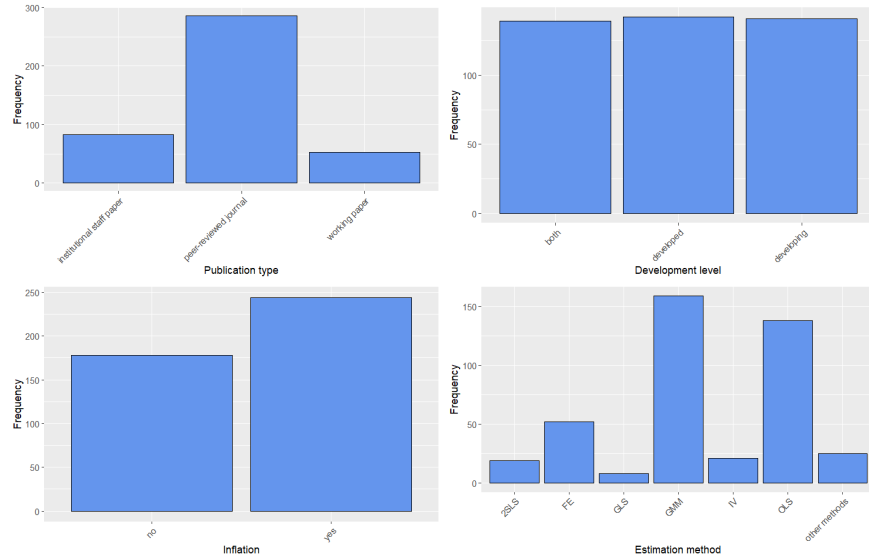 300
200
100
0
Frequency
institutional staff paper
peer-reviewed journal
working paper
Publication type
100
50
0
Frequency
both
developed
developing
Development level
250
200
150
100
50
0
Frequency
no
yes
Inflation
150
100
50
0
Frequency
2SLS
FE
GLS
GMM
IV
OLS
other methods
Estimation method